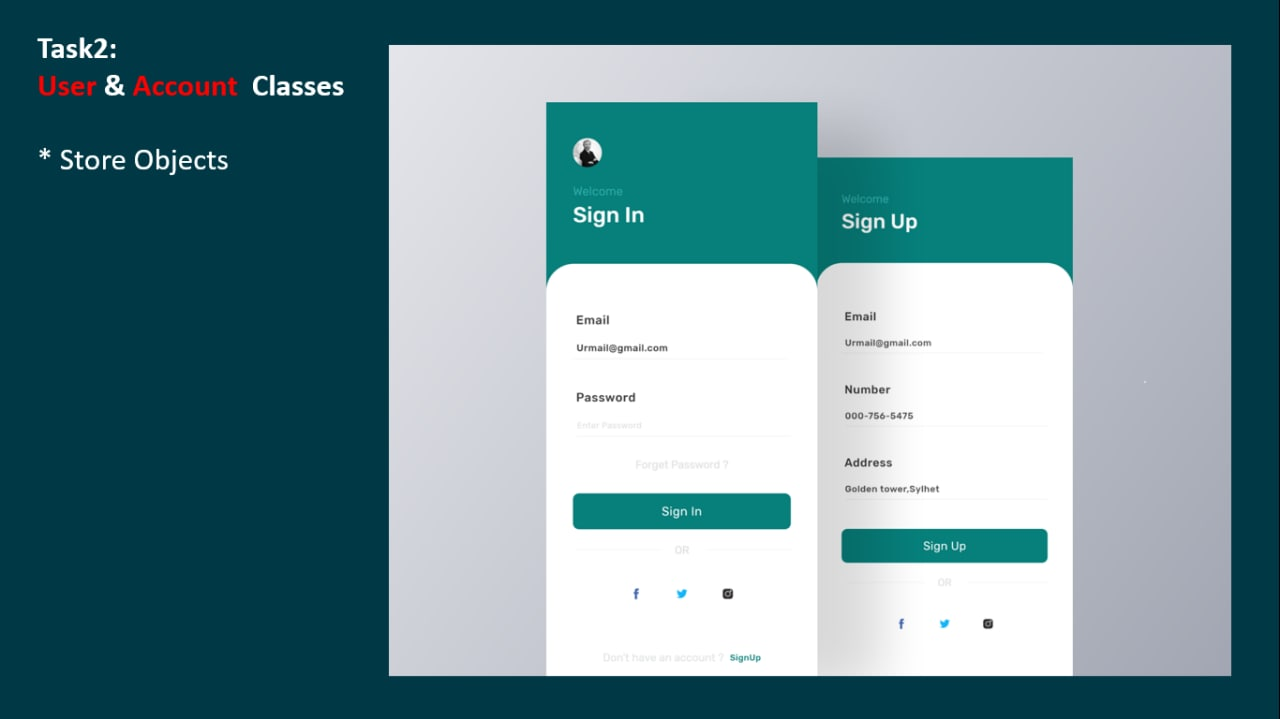 Task2:
User & Account Classes
* Store Objects
Welcome
Sign In
Email
Urmail@gmail.com
Password
Enter Password
Forget Password ?
Sign In
OR
Don't have an account ? SignUp
Welcome
Sign Up
Email
Urmail@gmail.com
Number
000-756-5475
Address
Golden tower,Sylhet
Sign Up
OR